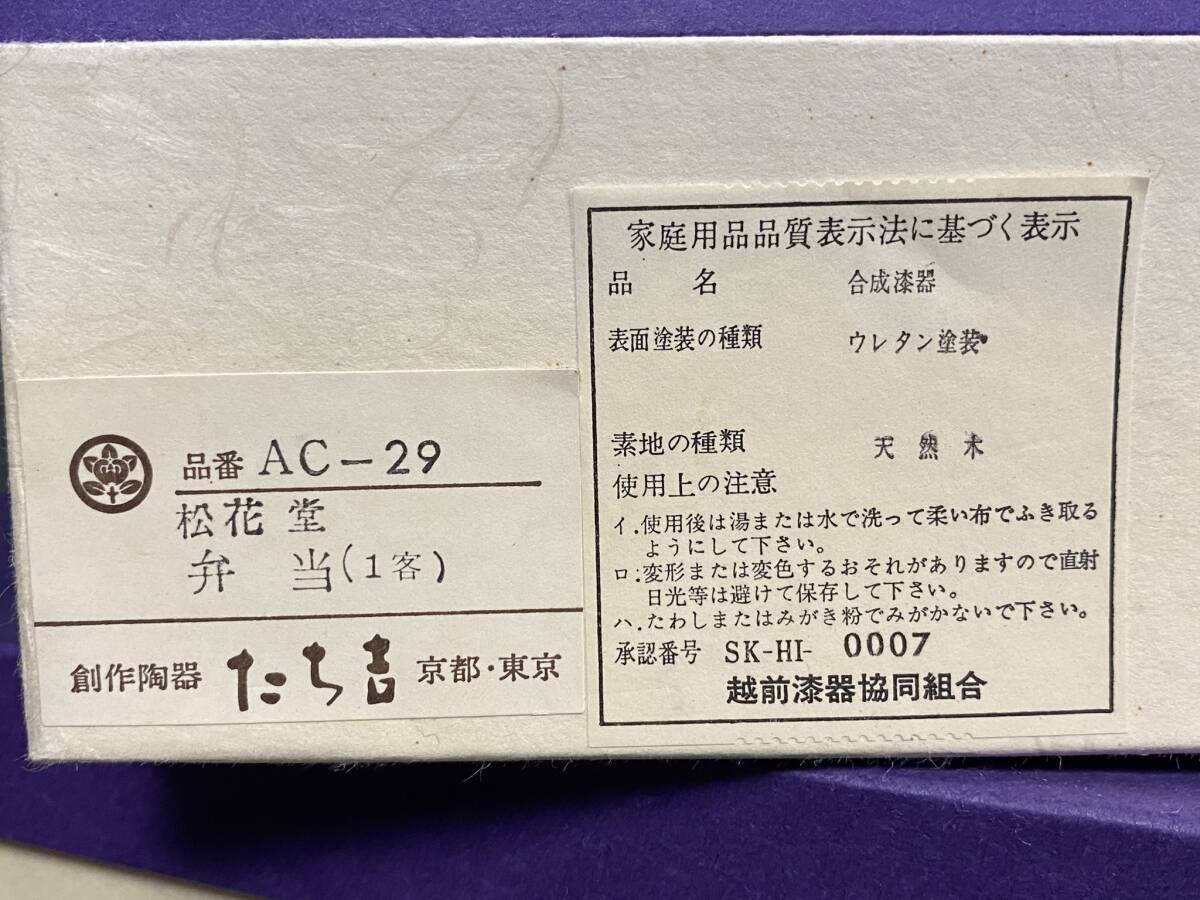 品番 AC-29
松花堂
弁 当(1客)
創作陶器 たち吉 京都・東京
家庭用品品質表示法に基づく表示
品 名 合成漆器
表面塗装の種類 ウレタン塗装
素地の種類 天然木
使用上の注意
イ.使用後は湯または水で洗って柔い布でふき取る
ようにして下さい。
ロ.変形または変色するおそれがありますので直射
日光等は避けて保存して下さい。
ハ.たわしまたはみがき粉でみがかないで下さい。
承認番号 SK-HI- 0007
越前漆器協同組合